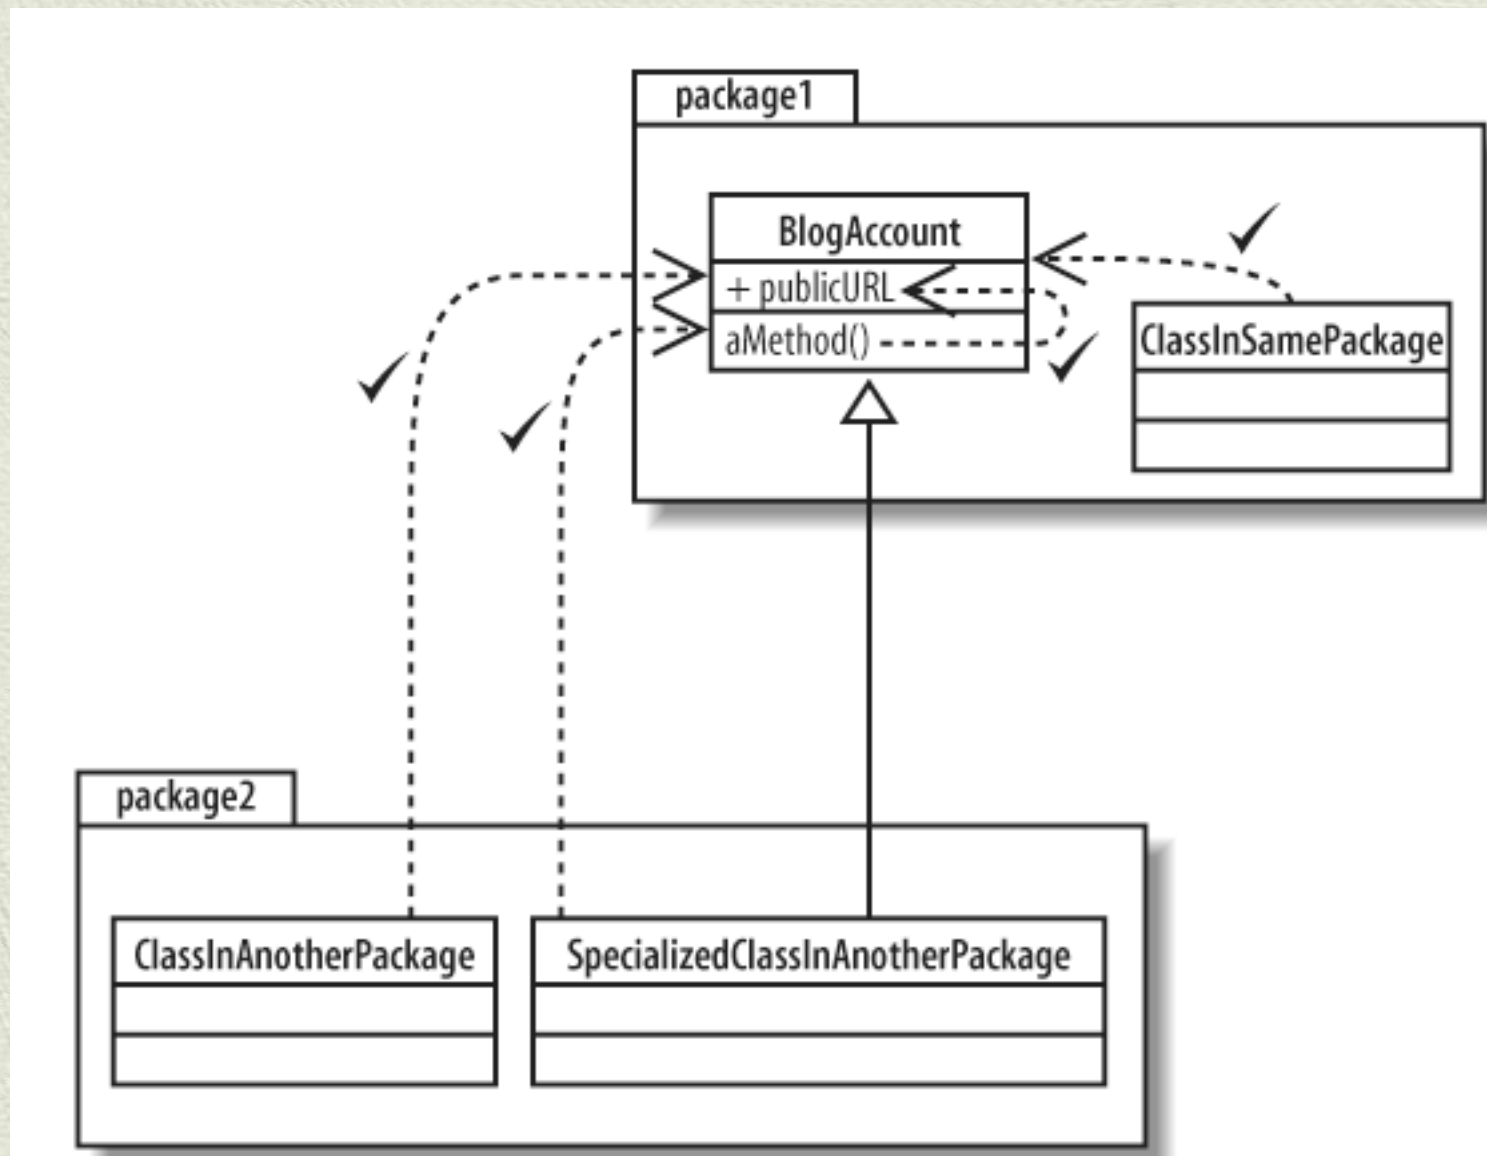 package1
BlogAccount
+ publicURL
aMethod()
ClassInSamePackage
package2
ClassInAnotherPackage
SpecializedClassInAnotherPackage